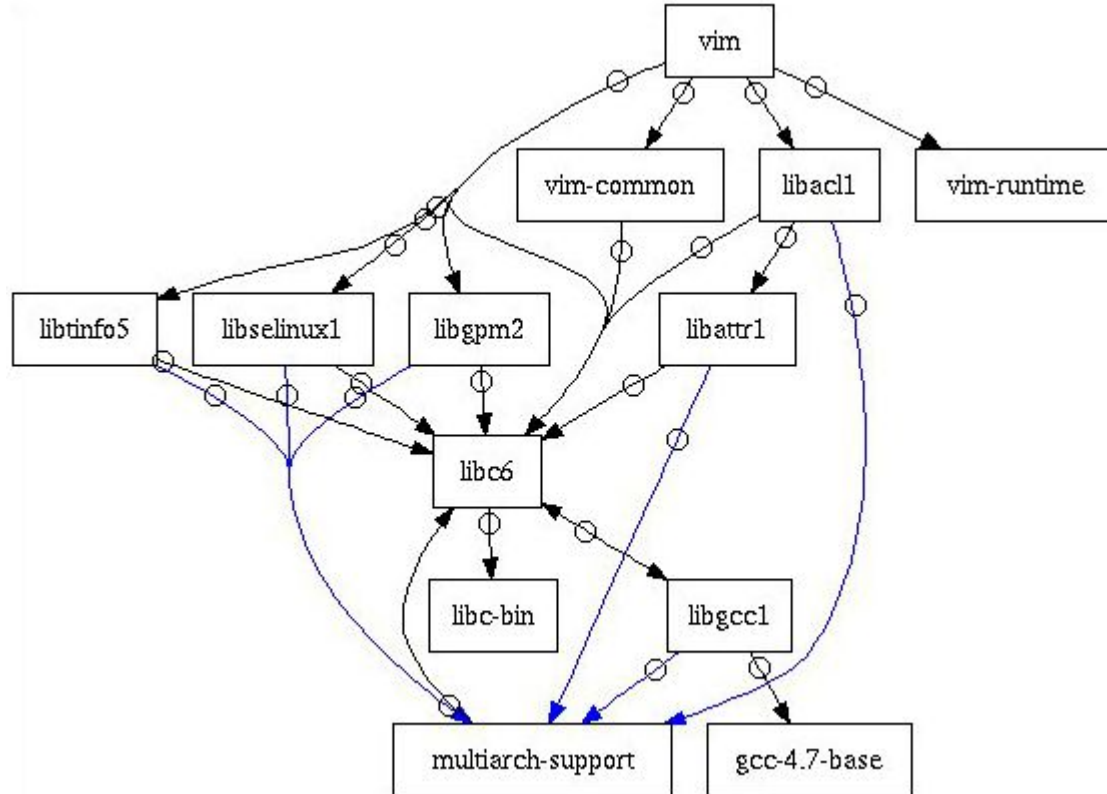 vim
vim-common
libacl1
vim-runtime
libtinfo5
libselinux1
libgpm2
libattr1
libc6
libc-bin
libgcc1
multiarch-support
gcc-4.7-base